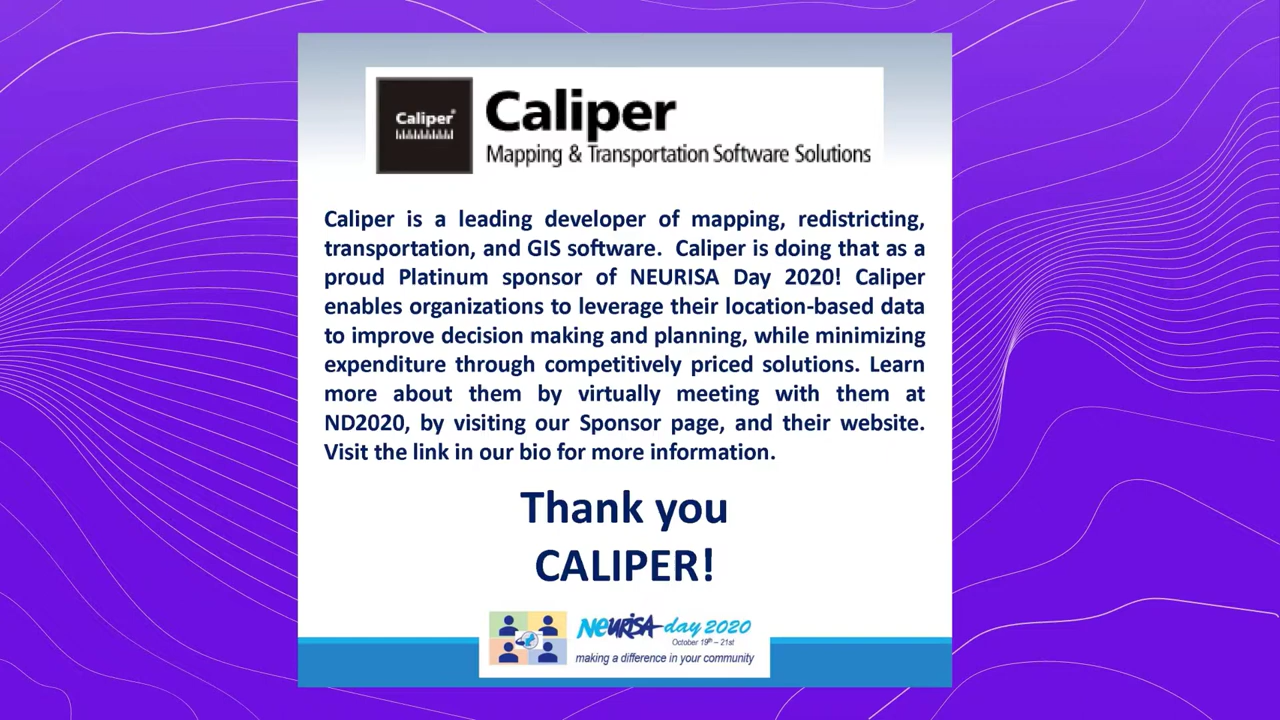 Caliper
Caliper
Mapping & Transportation Software Solutions
Caliper is a leading developer of mapping, redistricting,
transportation, and GIS software. Caliper is doing that as a
proud Platinum sponsor of NEURISA Day 2020! Caliper
enables organizations to leverage their location-based data
to improve decision making and planning, while minimizing
expenditure through competitively priced solutions. Learn
more about them by virtually meeting with them at
ND2020, by visiting our Sponsor page, and their website.
Visit the link in our bio for more information.
Thank you
CALIPER!
NEURISA day 2020
October 19th – 21st
making a difference in your community